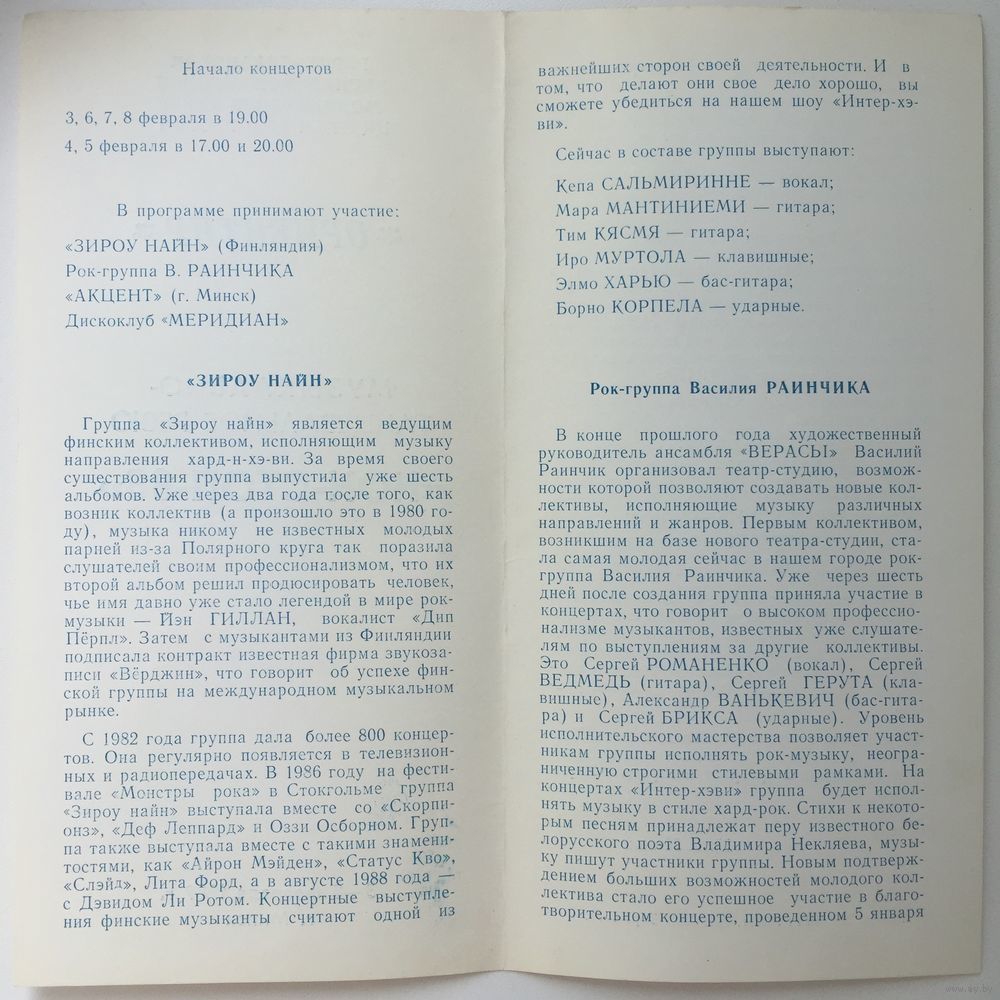 Начало концертов
3, 6, 7, 8 февраля в 19.00
4, 5 февраля в 17.00 и 20.00
В программе принимают участие:
«ЗИРОУ НАЙН» (Финляндия)
Рок-группа В. РАИНЧИКА
«АКЦЕНТ» (г. Минск)
Дискоклуб «МЕРИДИАН»
«ЗИРОУ НАЙН»
Группа «Зироу найн» является ведущим
финским коллективом, исполняющим музыку
направления хард-н-хэ-ви. За время своего
существования группа выпустила уже шесть
альбомов. Уже через два года после того, как
возник коллектив (а произошло это в 1980 го-
ду), музыка никому не известных молодых
парней из-за Полярного круга так поразила
слушателей своим профессионализмом, что их
второй альбом решил продюсировать человек,
чье имя давно уже стало легендой в мире рок-
музыки — Йэн ГИЛЛАН, вокалист «Дип
Пёрпл». Затем с музыкантами из Финляндии
подписала контракт известная фирма звукоза-
писи «Вёрджин», что говорит об успехе фин-
ской группы на международном музыкальном
рынке.
С 1982 года группа дала более 800 концер-
тов. Она регулярно появляется в телевизион-
ных и радиопередачах. В 1986 году на фести-
вале «Монстры рока» в Стокгольме группа
«Зироу найн» выступала вместе со «Скорпи-
онз», «Деф Леппард» и Оззи Осборном. Груп-
па также выступала вместе с такими знамени-
тостями, как «Айрон Мэйден», «Статус Кво»,
«Слэйд», Лита Форд, а в августе 1988 года —
с Дэвидом Ли Ротом. Концертные выступле-
ния финские музыканты считают одной из
важнейших сторон своей деятельности. И в
том, что делают они свое дело хорошо, вы
сможете убедиться на нашем шоу «Интер-хэ-
ви».
Сейчас в составе группы выступают:
Кепа САЛЬМИРИННЕ — вокал;
Мара МАНТИНИЕМИ — гитара;
Тим КЯСМЯ — гитара;
Иро МУРТОЛА — клавишные;
Элмо ХАРЬЮ — бас-гитара;
Борно КОРПЕЛА — ударные.
Рок-группа Василия РАИНЧИКА
В конце прошлого года художественный
руководитель ансамбля «ВЕРАСЫ» Василий
Раинчик организовал театр-студию, возмож-
ности которой позволяют создавать новые кол-
лективы, исполняющие музыку различных
направлений и жанров. Первым коллективом,
возникшим на базе нового театра-студии, ста-
ла самая молодая сейчас в нашем городе рок-
группа Василия Раинчика. Уже через шесть
дней после создания группа приняла участие в
концертах, что говорит о высоком профессио-
нализме музыкантов, известных уже слушате-
лям по выступлениям за другие коллективы.
Это Сергей РОМАНЕНКО (вокал), Сергей
ВЕДМЕДЬ (гитара), Сергей ГЕРУТА (кла-
вишные), Александр ВАНЬКЕВИЧ (бас-гита-
ра) и Сергей БРИКСА (ударные). Уровень
исполнительского мастерства позволяет участ-
никам группы исполнять рок-музыку, неогра-
ниченную строгими стилевыми рамками. На
концертах «Интер-хэви» группа будет испол-
нять музыку в стиле хард-рок. Стихи к некото-
рым песням принадлежат перу известного бе-
лорусского поэта Владимира Некляева, музы-
ку пишут участники группы. Новым подтверж-
дением больших возможностей молодого кол-
лектива стало его успешное участие в благо-
творительном концерте, проведенном 5 января
www.ay.by